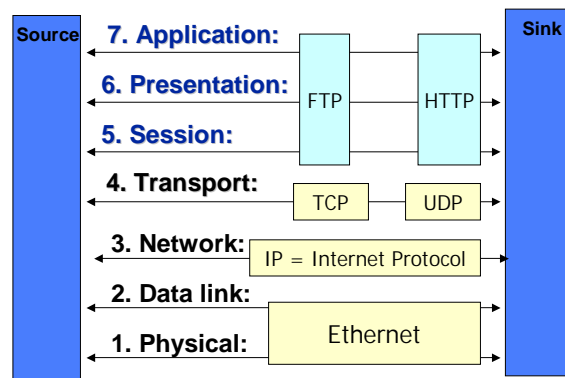 Source
Sink
7. Application:
6. Presentation:
FTP
HTTP
5. Session:
4. Transport:
TCP
UDP
3. Network:
IP = Internet Protocol
2. Data link:
Ethernet
1. Physical: